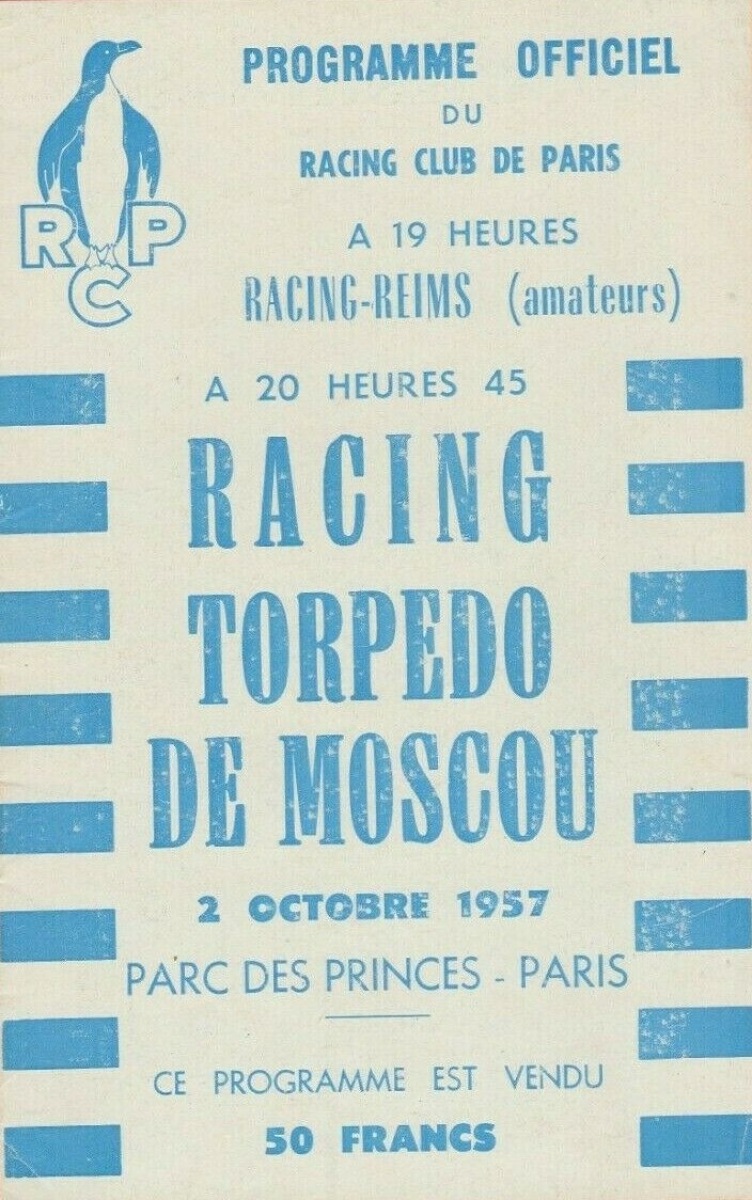 PROGRAMME OFFICIEL
DU
RACING CLUB DE PARIS
R P
C
A 19 HEURES
RACING-REIMS (amateurs)
A 20 HEURES 45
RACING
TORPEDO
DE MOSCOU
2 OCTOBRE 1957
PARC DES PRINCES - PARIS
CE PROGRAMME EST VENDU
50 FRANCS